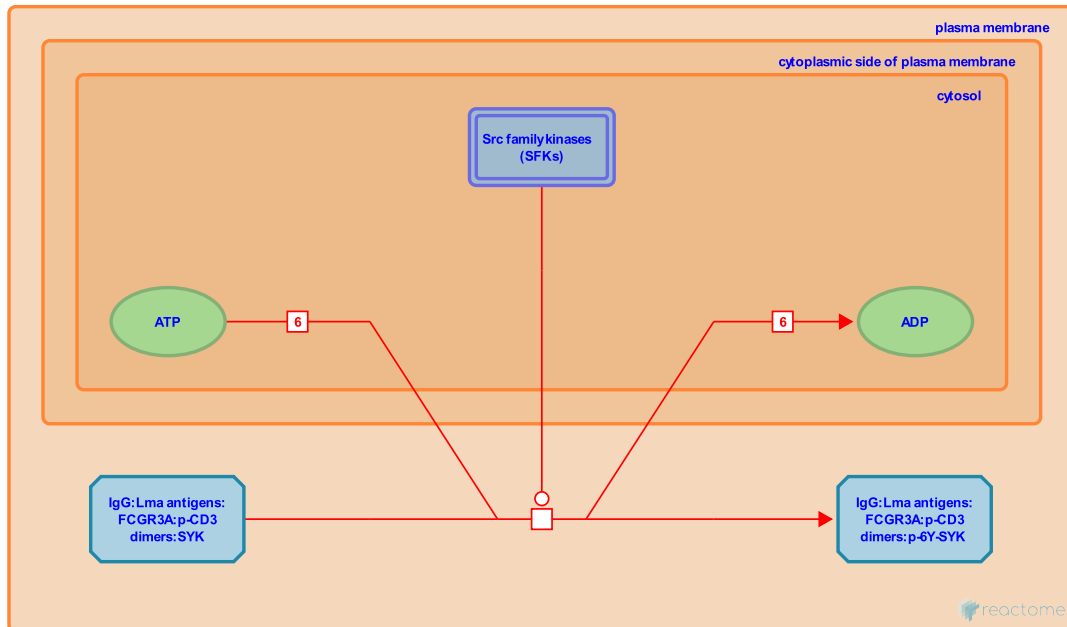 plasma membrane
cytoplasmic side of plasma membrane
cytosol
Src family kinases
(SFKs)
ATP
6
6
ADP
IgG:Lma antigens:
FCGR3A:p-CD3
dimers:SYK
IgG:Lma antigens:
FCGR3A:p-CD3
dimers:p-6Y-SYK
reactome